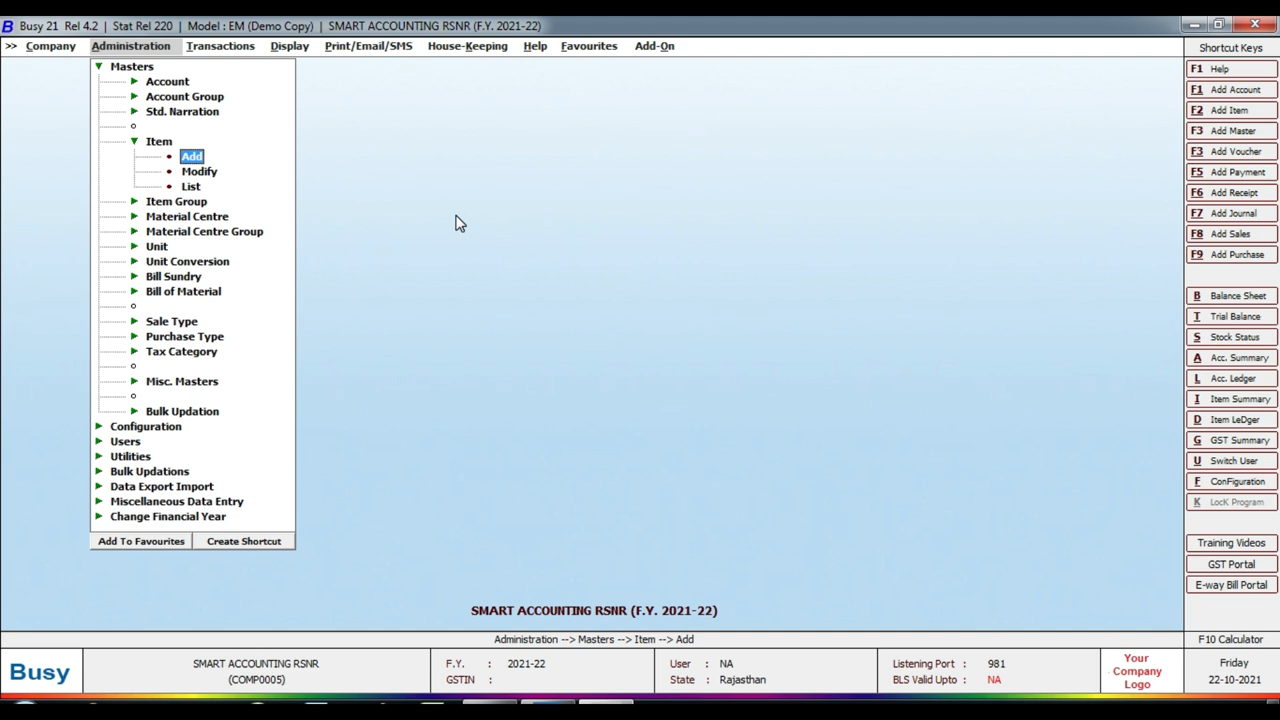 Busy 21 Rel 4.2 | Stat Rel 220 | Model : EM (Demo Copy) | SMART ACCOUNTING RSNR (F.Y. 2021-22)
>> Company Administration Transactions Display Print/Email/SMS House-Keeping Help Favourites Add-On
Masters
Account
Account Group
Std. Narration
Item
Add
Modify
List
Item Group
Material Centre
Material Centre Group
Unit
Unit Conversion
Bill Sundry
Bill of Material
Sale Type
Purchase Type
Tax Category
Misc. Masters
Bulk Updation
Configuration
Users
Utilities
Bulk Updations
Data Export Import
Miscellaneous Data Entry
Change Financial Year
Add To Favourites Create Shortcut
Shortcut Keys
F1 Help
F1 Add Account
F2 Add Item
F3 Add Master
F3 Add Voucher
F5 Add Payment
F6 Add Receipt
F7 Add Journal
F8 Add Sales
F9 Add Purchase
B Balance Sheet
T Trial Balance
S Stock Status
A Acc. Summary
L Acc. Ledger
I Item Summary
D Item LeDger
G GST Summary
U Switch User
F ConFiguration
K LocK Program
Training Videos
GST Portal
E-way Bill Portal
SMART ACCOUNTING RSNR (F.Y. 2021-22)
Administration --> Masters --> Item --> Add
F10 Calculator
Busy
SMART ACCOUNTING RSNR
(COMP0005)
F.Y. : 2021-22
GSTIN :
User : NA
State : Rajasthan
Listening Port : 981
BLS Valid Upto : NA
Your
Company
Logo
Friday
22-10-2021